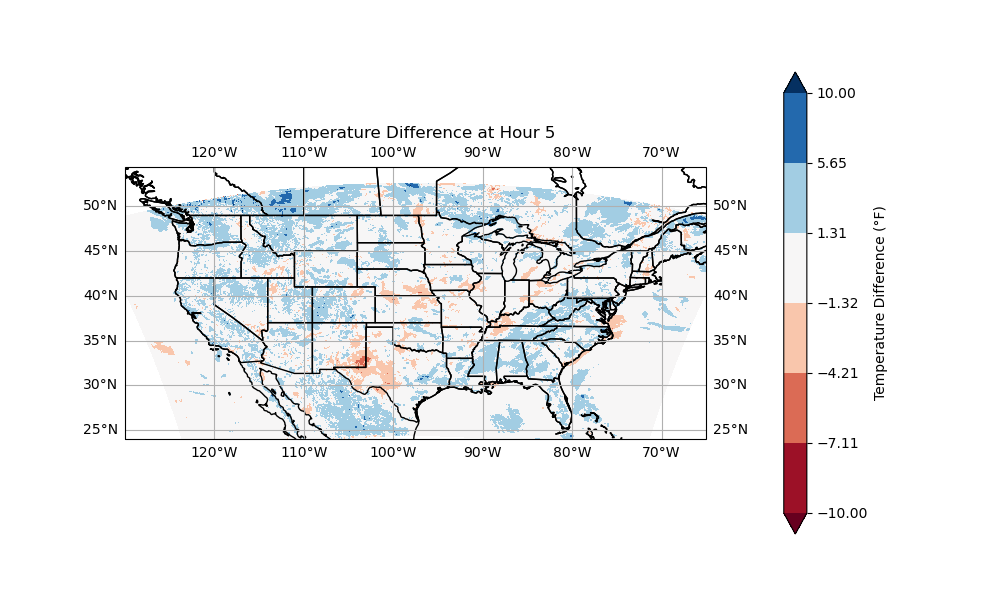 Temperature Difference at Hour 5
120°W 110°W 100°W 90°W 80°W 70°W
50°N 50°N
45°N 45°N
40°N 40°N
35°N 35°N
30°N 30°N
25°N 25°N
120°W 110°W 100°W 90°W 80°W 70°W
10.00
5.65
1.31
−1.32
−4.21
−7.11
−10.00
Temperature Difference (°F)